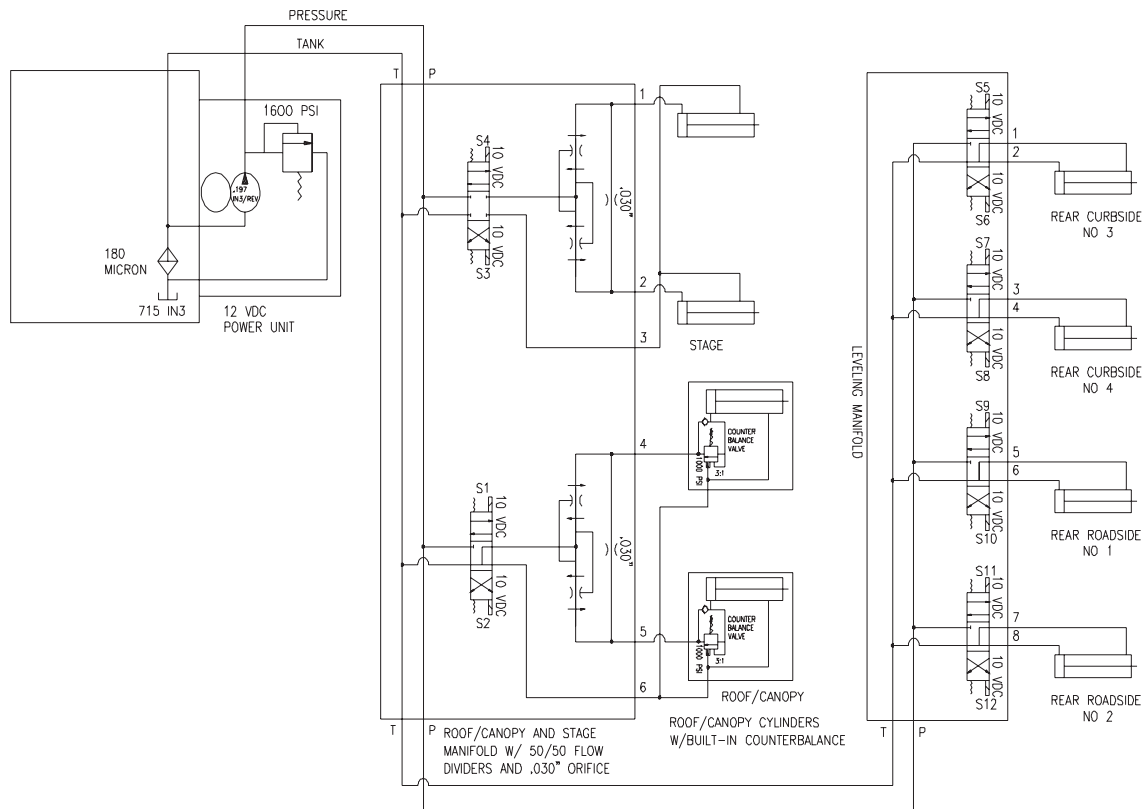 PRESSURE
TANK
T P
1600 PSI
.197
IN3/REV
180
MICRON
715 IN3
12 VDC
POWER UNIT
S4
10 VDC
10 VDC
S3
.030"
1
2
3
STAGE
S1
10 VDC
10 VDC
S2
.030"
4
5
6
COUNTER
BALANCE
VALVE
1000 PSI
3:1
COUNTER
BALANCE
VALVE
1000 PSI
3:1
ROOF/CANOPY
ROOF/CANOPY CYLINDERS
W/BUILT-IN COUNTERBALANCE
T P
ROOF/CANOPY AND STAGE
MANIFOLD W/ 50/50 FLOW
DIVIDERS AND .030" ORIFICE
LEVELING MANIFOLD
S5
10 VDC
10 VDC
S6
1
2
REAR CURBSIDE
NO 3
S7
10 VDC
10 VDC
S8
3
4
REAR CURBSIDE
NO 4
S9
10 VDC
10 VDC
S10
5
6
REAR ROADSIDE
NO 1
S11
10 VDC
10 VDC
S12
7
8
REAR ROADSIDE
NO 2
T P